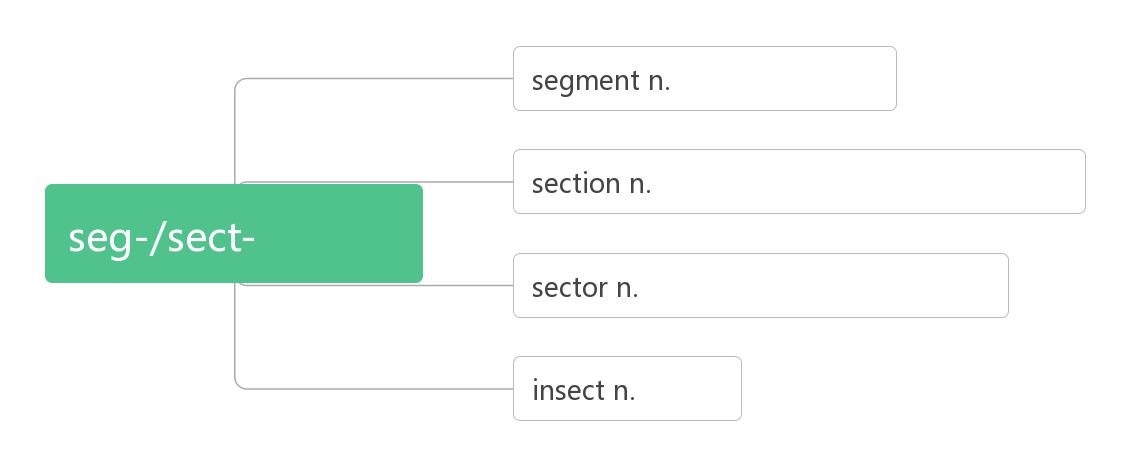 segment n.
section n.
seg-/sect-
sector n.
insect n.